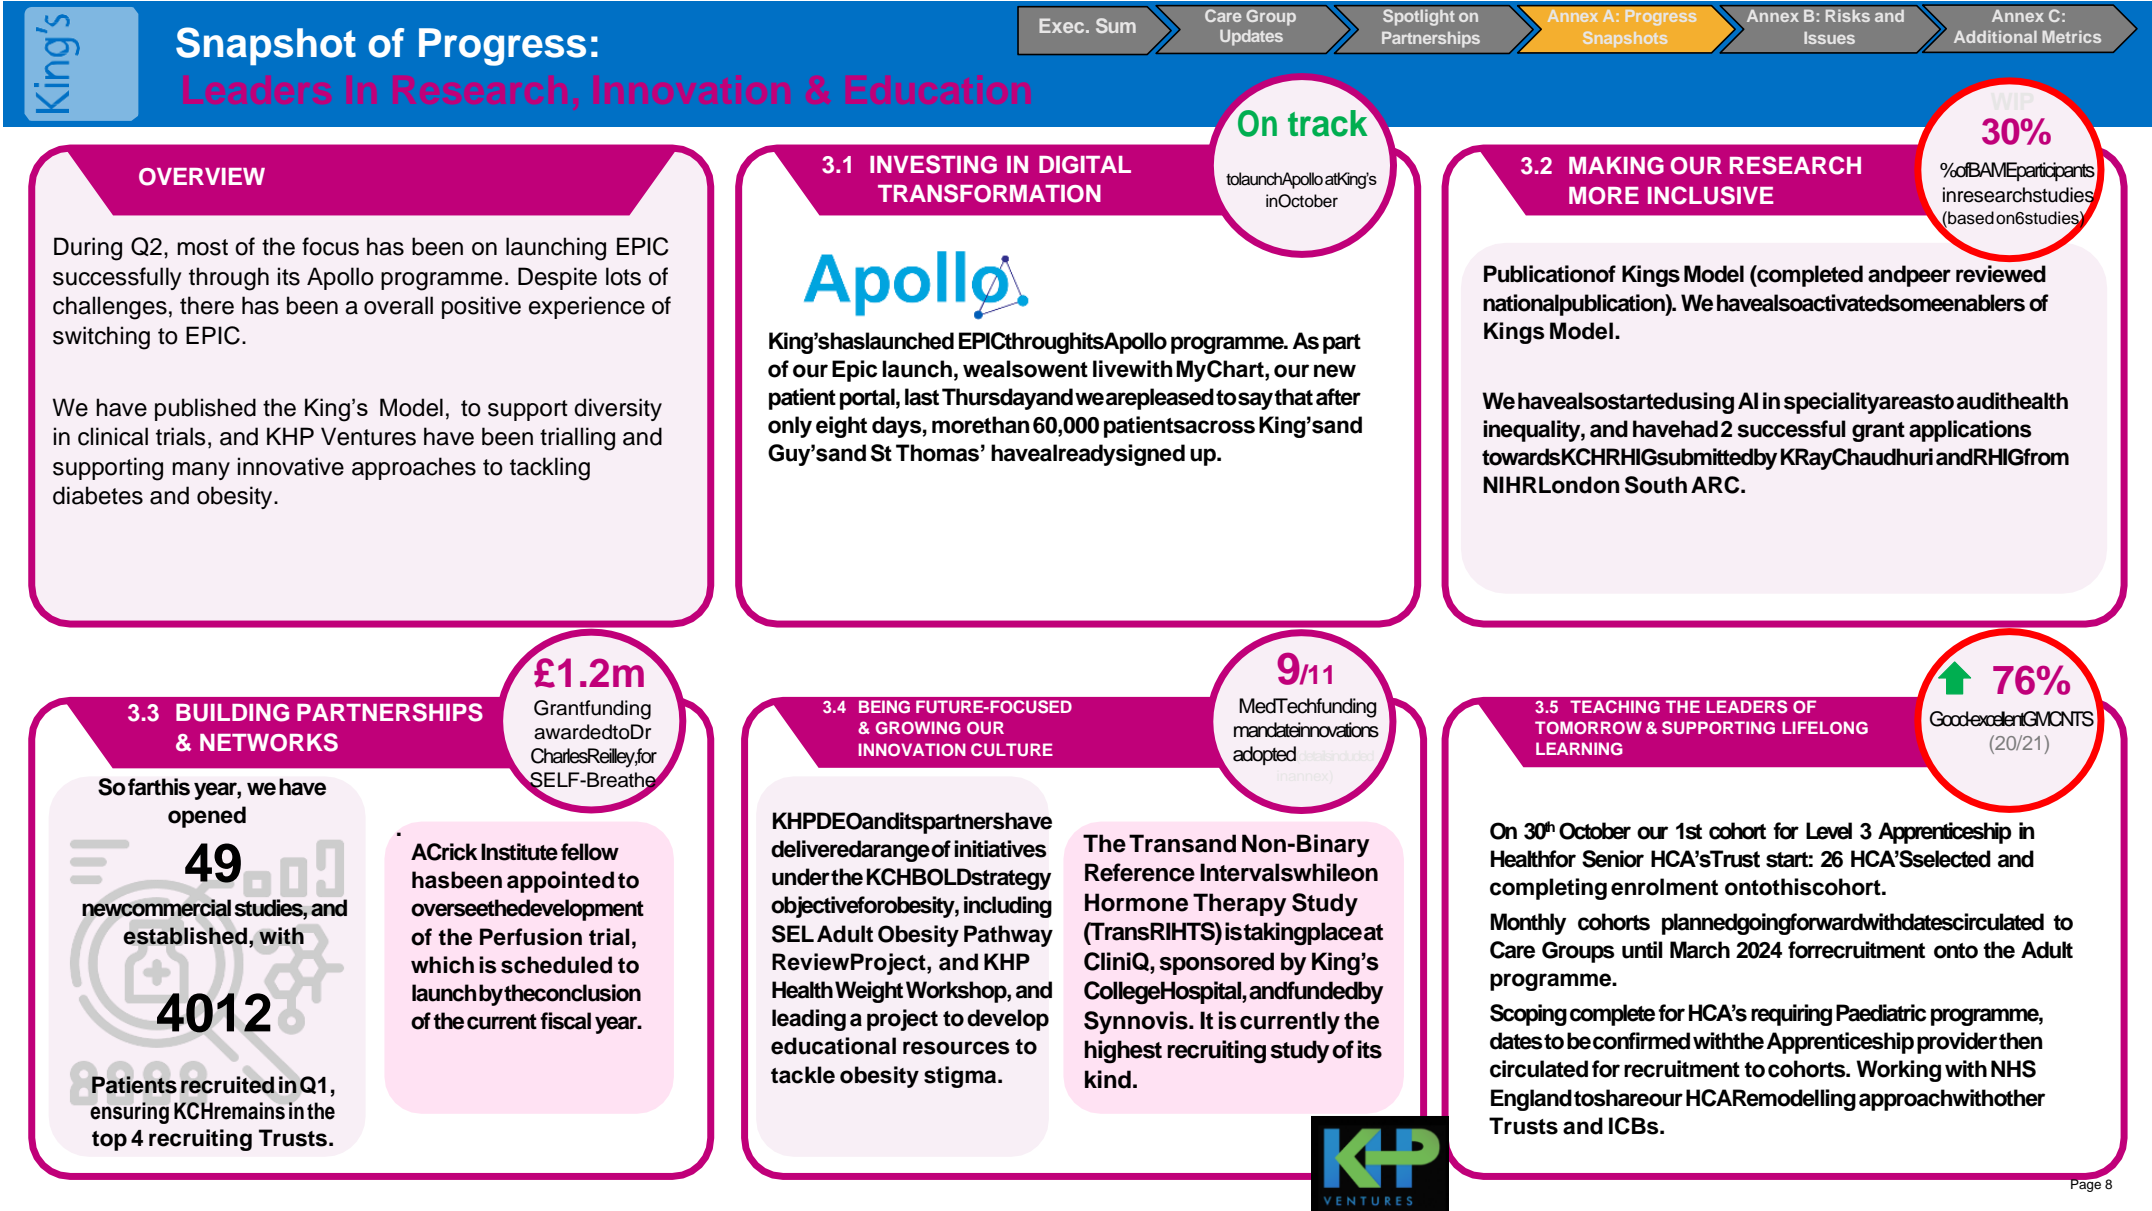 King's
Snapshot of Progress:
Leaders In Research, Innovation & Education
Exec. Sum
Care Group
Updates
Spotlight on
Partnerships
Annex A: Progress
Snapshots
Annex B: Risks and
Issues
Annex C:
Additional Metrics
OVERVIEW
During Q2, most of the focus has been on launching EPIC
successfully through its Apollo programme. Despite lots of
challenges, there has been a overall positive experience of
switching to EPIC.
We have published the King's Model, to support diversity
in clinical trials, and KHP Ventures have been trialling and
supporting many innovative approaches to tackling
diabetes and obesity.
3.1 INVESTING IN DIGITAL
TRANSFORMATION
On track
tolaunchApollo atKing's
inOctober
Apollo
King'shaslaunched EPICthroughitsApollo programme. As part
of our Epic launch, wealsowent livewith MyChart, our new
patient portal, last Thursdayand we arepleased to say that after
only eight days, morethan 60,000 patientsacross King'sand
Guy'sand St Thomas' havealreadysigned up.
3.2 MAKING OUR RESEARCH
MORE INCLUSIVE
WIP
30%
%ofBAMEparticipants
inresearchstudies
(based on6studies)
Publicationof Kings Model (completed andpeer reviewed
nationalpublication). We havealsoactivatedsomeenablers of
Kings Model.
We havealsostartedusing AI in specialityareasto audithealth
inequality, and havehad 2 successful grant applications
towardsKCHRHIGsubmittedby KRayChaudhuri andRHIGfrom
NIHRLondon South ARC.
3.3 BUILDING PARTNERSHIPS
& NETWORKS
£1.2m
Grantfunding
awardedtoDr
CharlesReilley,for
SELF-Breathe
So farthis year, we have
opened
49
newcommercial studies, and
established, with
4012
Patients recruited in Q1,
ensuring KCHremains in the
top 4 recruiting Trusts.
.
ACrick Institute fellow
hasbeen appointed to
overseethedevelopment
of the Perfusion trial,
which is scheduled to
launch by theconclusion
of the current fiscal year.
3.4 BEING FUTURE-FOCUSED
& GROWING OUR
INNOVATION CULTURE
9/11
MedTechfunding
mandateinnovations
adopted (detailsincluded
inannex)
KHPDEOanditspartnershave
deliveredarangeof initiatives
under the KCHBOLDstrategy
objectiveforobesity, including
SEL Adult Obesity Pathway
ReviewProject, and KHP
Health Weight Workshop, and
leading a project to develop
educational resources to
tackle obesity stigma.
The Transand Non-Binary
Reference Intervalswhileon
Hormone Therapy Study
(TransRIHTS) istakingplace at
CliniQ, sponsored by King's
CollegeHospital, andfundedby
Synnovis. It is currently the
highest recruiting study of its
kind.
KHP
VENTURES
3.5 TEACHING THE LEADERS OF
TOMORROW & SUPPORTING LIFELONG
LEARNING
76%
Good-excellentGMCNTS
(20/21)
On 30th October our 1st cohort for Level 3 Apprenticeship in
Healthfor Senior HCA'sTrust start: 26 HCA'Sselected and
completing enrolment ontothiscohort.
Monthly cohorts plannedgoingforwardwithdatescirculated to
Care Groups until March 2024 forrecruitment onto the Adult
programme.
Scoping complete for HCA's requiring Paediatric programme,
dates to be confirmed withthe Apprenticeship provider then
circulated for recruitment to cohorts. Working with NHS
England toshareour HCARemodelling approachwithother
Trusts and ICBs.
Page 8